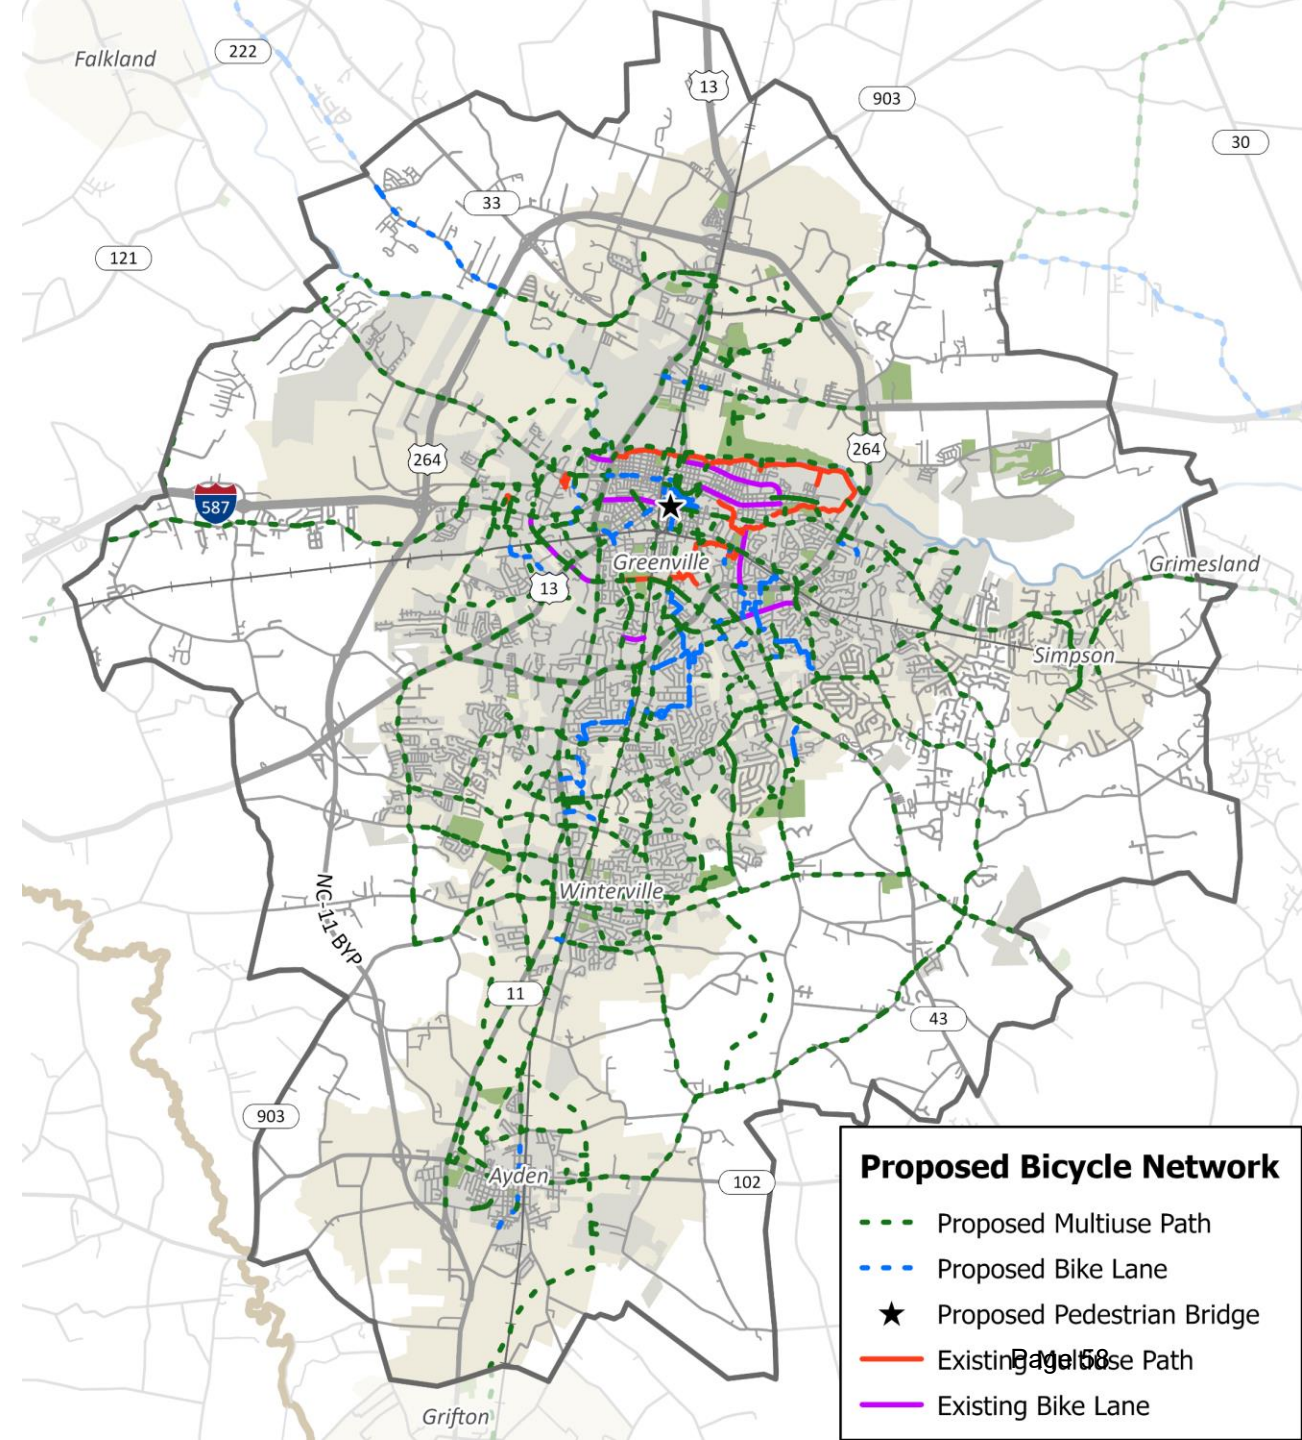 Falkland
222
13
903
30
33
121
264
264
587
Greenville
Grimesland
13
Simpson
NC-11 BYP
Winterville
11
43
903
Ayden
102
Grifton
Proposed Bicycle Network
Proposed Multiuse Path
Proposed Bike Lane
Proposed Pedestrian Bridge
Existing Multiuse Path
Page 58
Existing Bike Lane